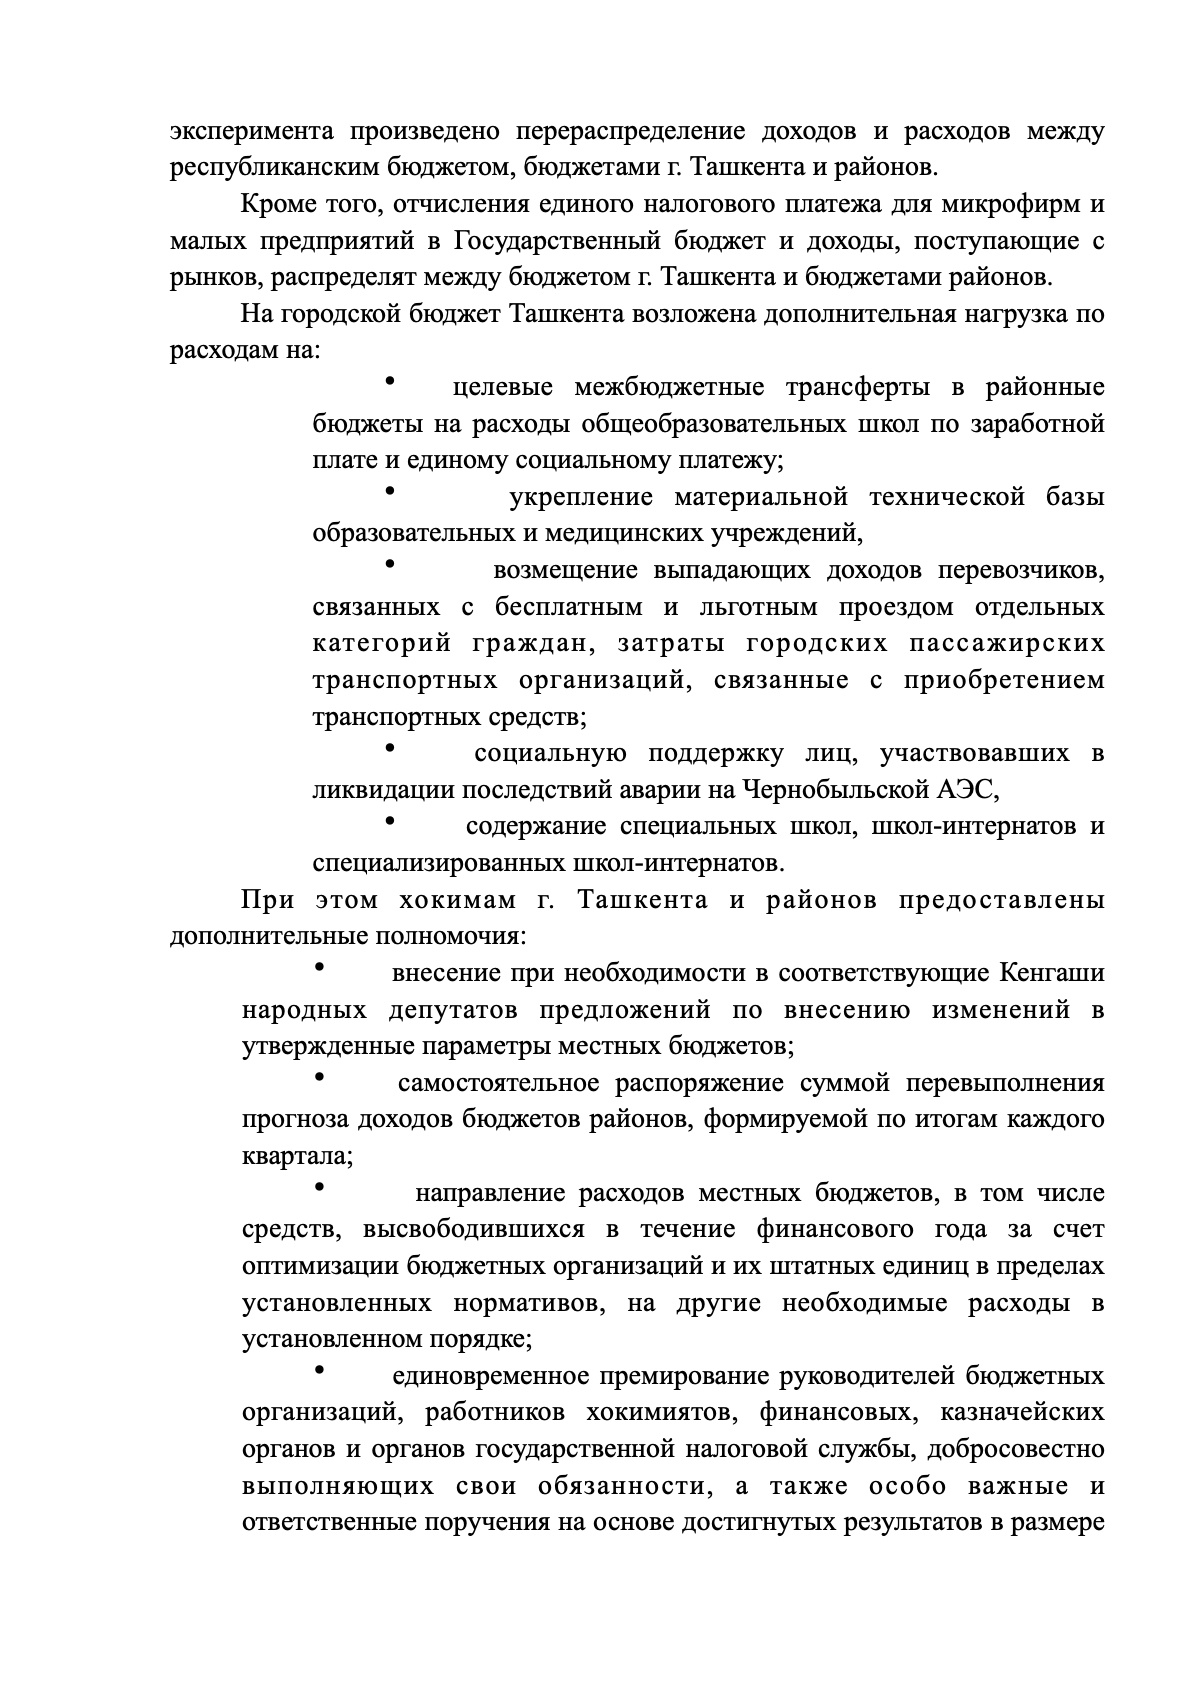 эксперимента произведено перераспределение доходов и расходов между
республиканским бюджетом, бюджетами г. Ташкента и районов.
Кроме того, отчисления единого налогового платежа для микрофирм и
малых предприятий в Государственный бюджет и доходы, поступающие с
рынков, распределят между бюджетом г. Ташкента и бюджетами районов.
На городской бюджет Ташкента возложена дополнительная нагрузка по
расходам на:
• целевые межбюджетные трансферты в районные
бюджеты на расходы общеобразовательных школ по заработной
плате и единому социальному платежу;
• укрепление материальной технической базы
образовательных и медицинских учреждений,
• возмещение выпадающих доходов перевозчиков,
связанных с бесплатным и льготным проездом отдельных
категорий граждан, затраты городских пассажирских
транспортных организаций, связанные с приобретением
транспортных средств;
• социальную поддержку лиц, участвовавших в
ликвидации последствий аварии на Чернобыльской АЭС,
• содержание специальных школ, школ-интернатов и
специализированных школ-интернатов.
При этом хокимам г. Ташкента и районов предоставлены
дополнительные полномочия:
• внесение при необходимости в соответствующие Кенгаши
народных депутатов предложений по внесению изменений в
утвержденные параметры местных бюджетов;
• самостоятельное распоряжение суммой перевыполнения
прогноза доходов бюджетов районов, формируемой по итогам каждого
квартала;
• направление расходов местных бюджетов, в том числе
средств, высвободившихся в течение финансового года за счет
оптимизации бюджетных организаций и их штатных единиц в пределах
установленных нормативов, на другие необходимые расходы в
установленном порядке;
• единовременное премирование руководителей бюджетных
организаций, работников хокимиятов, финансовых, казначейских
органов и органов государственной налоговой службы, добросовестно
выполняющих свои обязанности, а также особо важные и
ответственные поручения на основе достигнутых результатов в размере